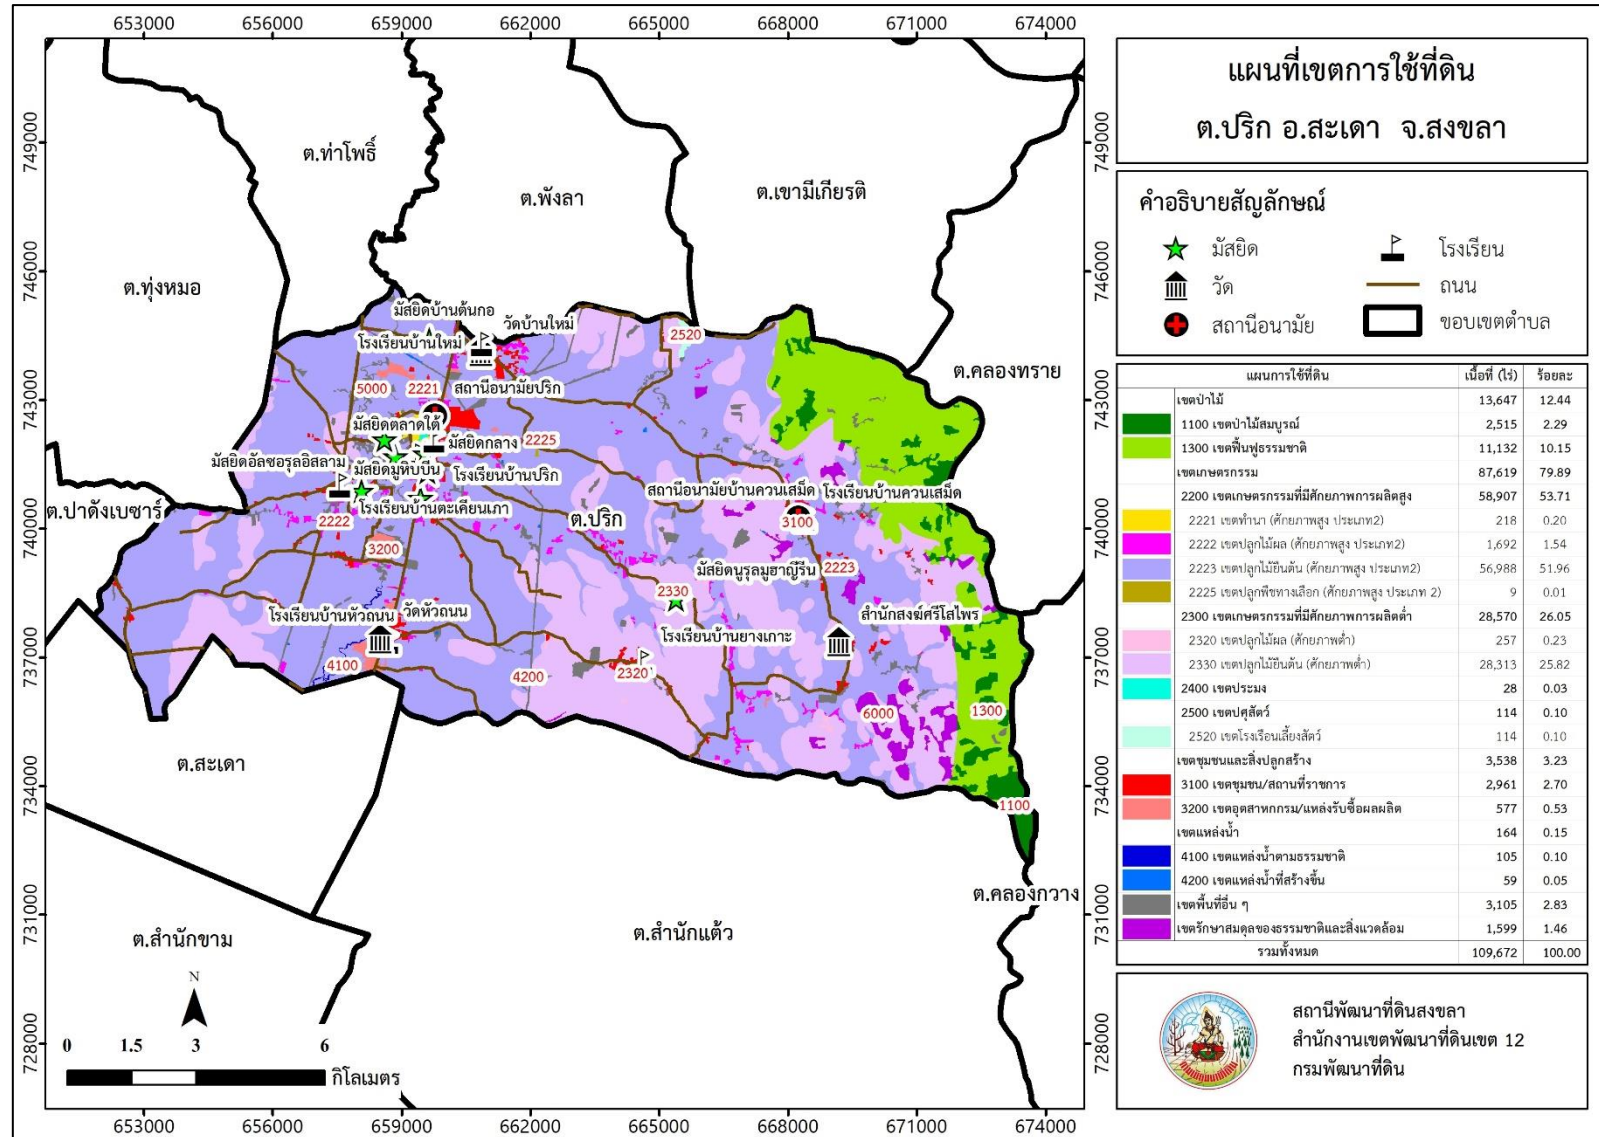 653000 656000 659000 662000 665000 668000 671000 674000
แผนที่เขตการใช้ที่ดิน
ต.ปริก อ.สะเดา จ.สงขลา
คำอธิบายสัญลักษณ์
มัสยิด
โรงเรียน
วัด
ถนน
สถานีอนามัย
ขอบเขตตำบล
แผนการใช้ที่ดิน เนื้อที่ (ไร่) ร้อยละ
เขตป่าไม้ 13,647 12.44
1100 เขตป่าไม้สมบูรณ์ 2,515 2.29
1300 เขตฟื้นฟูธรรมชาติ 11,132 10.15
เขตเกษตรกรรม 87,619 79.89
2200 เขตเกษตรกรรมที่มีศักยภาพการผลิตสูง 58,907 53.71
2221 เขตทำนา (ศักยภาพสูง ประเภท2) 218 0.20
2222 เขตปลูกไม้ผล (ศักยภาพสูง ประเภท2) 1,692 1.54
2223 เขตปลูกไม้ยืนต้น (ศักยภาพสูง ประเภท2) 56,988 51.96
2225 เขตปลูกพืชทางเลือก (ศักยภาพสูง ประเภท 2) 9 0.01
2300 เขตเกษตรกรรมที่มีศักยภาพการผลิตต่ำ 28,570 26.05
2320 เขตปลูกไม้ผล (ศักยภาพต่ำ) 257 0.23
2330 เขตปลูกไม้ยืนต้น (ศักยภาพต่ำ) 28,313 25.82
2400 เขตประมง 28 0.03
2500 เขตปศุสัตว์ 114 0.10
2520 เขตโรงเรือนเลี้ยงสัตว์ 114 0.10
เขตชุมชนและสิ่งปลูกสร้าง 3,538 3.23
3100 เขตชุมชน/สถานที่ราชการ 2,961 2.70
3200 เขตอุตสาหกกรม/แหล่งรับซื้อผลผลิต 577 0.53
เขตแหล่งน้ำ 164 0.15
4100 เขตแหล่งน้ำตามธรรมชาติ 105 0.10
4200 เขตแหล่งน้ำที่สร้างขึ้น 59 0.05
เขตพื้นที่อื่น ๆ 3,105 2.83
เขตรักษาสมดุลของธรรมชาติและสิ่งแวดล้อม 1,599 1.46
รวมทั้งหมด 109,672 100.00
สถานีพัฒนาที่ดินสงขลา
สำนักงานเขตพัฒนาที่ดินเขต 12
กรมพัฒนาที่ดิน
749000 749000
746000 746000
743000 743000
740000 740000
737000 737000
734000 734000
731000 731000
728000 728000
ต.ท่าโพธิ์
ต.พังลา
ต.เขามีเกียรติ
ต.ทุ่งหมอ
ต.คลองทราย
ต.ปาดังเบซาร์
ต.ปริก
ต.สะเดา
ต.สำนักขาม
ต.สำนักแต้ว
ต.คลองกวาง
มัสยิดบ้านต้นกอ
วัดบ้านใหม่
โรงเรียนบ้านใหม่
2520
5000
2221
สถานีอนามัยปริก
มัสยิดตลาดใต้
มัสยิดกลาง
2225
มัสยิดอัลซอรุลอิสลาม
มัสยิดมูหิบบีน
โรงเรียนบ้านปริก
โรงเรียนบ้านตะเคียนเภา
สถานีอนามัยบ้านควนเสม็ด
โรงเรียนบ้านควนเสม็ด
2222
3100
3200
มัสยิดนูรุลมูฮาญีรีน
2223
2330
โรงเรียนบ้านหัวถนน
วัดหัวถนน
สำนักสงฆ์ศรีโสไพร
โรงเรียนบ้านยางเกาะ
4100
4200
2320
6000
1300
1100
N
0 1.5 3 6
กิโลเมตร
653000 656000 659000 662000 665000 668000 671000 674000